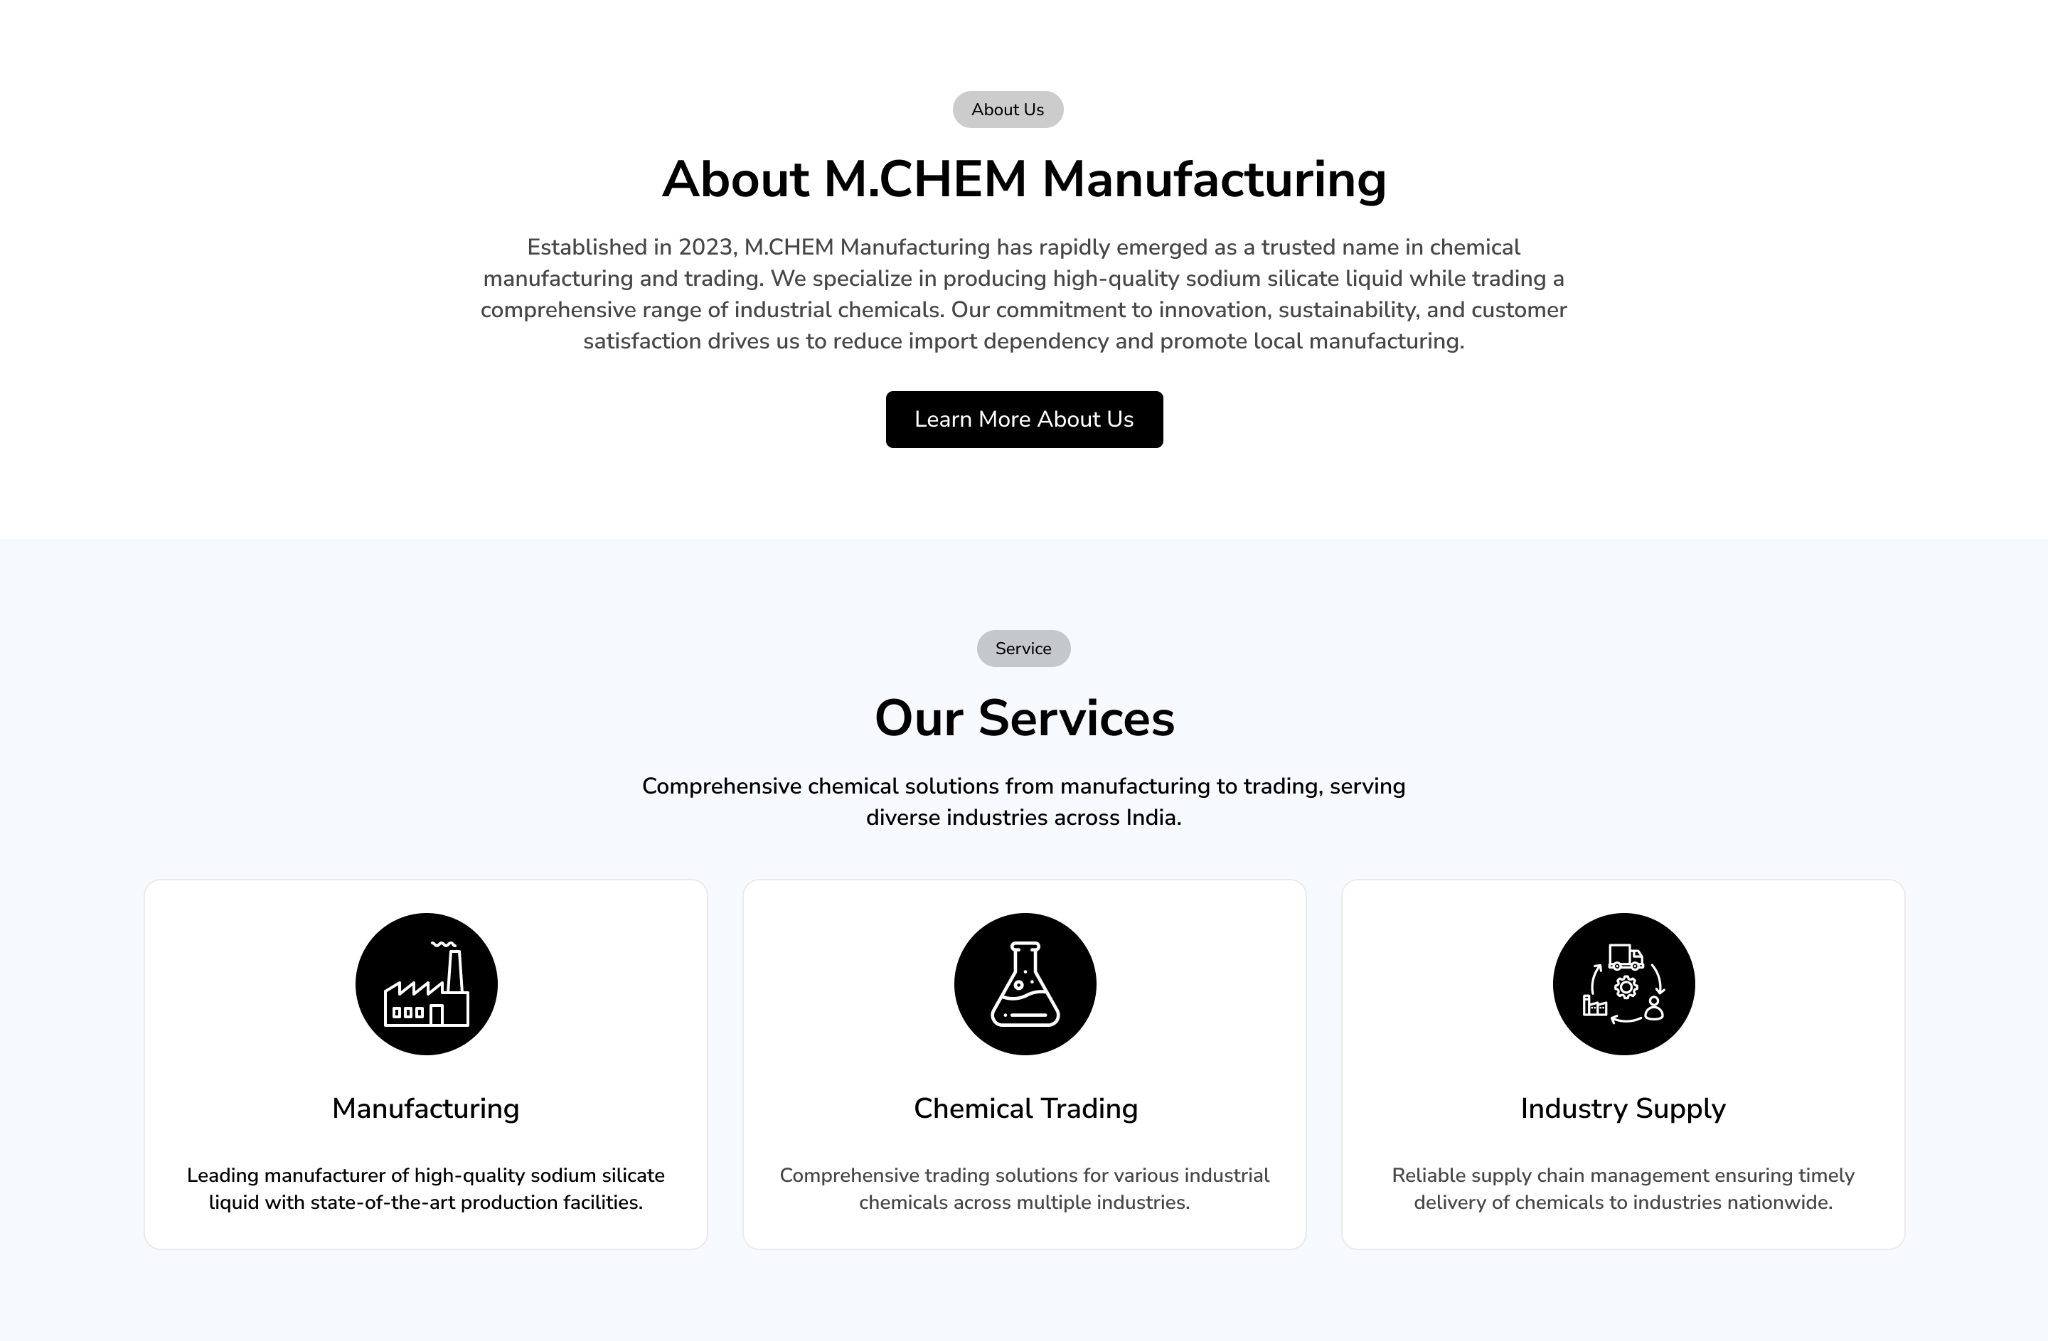 About Us
About M.CHEM Manufacturing
Established in 2023, M.CHEM Manufacturing has rapidly emerged as a trusted name in chemical
manufacturing and trading. We specialize in producing high-quality sodium silicate liquid while trading a
comprehensive range of industrial chemicals. Our commitment to innovation, sustainability, and customer
satisfaction drives us to reduce import dependency and promote local manufacturing.
Learn More About Us
Service
Our Services
Comprehensive chemical solutions from manufacturing to trading, serving
diverse industries across India.
Manufacturing
Leading manufacturer of high-quality sodium silicate
liquid with state-of-the-art production facilities.
Chemical Trading
Comprehensive trading solutions for various industrial
chemicals across multiple industries.
Industry Supply
Reliable supply chain management ensuring timely
delivery of chemicals to industries nationwide.